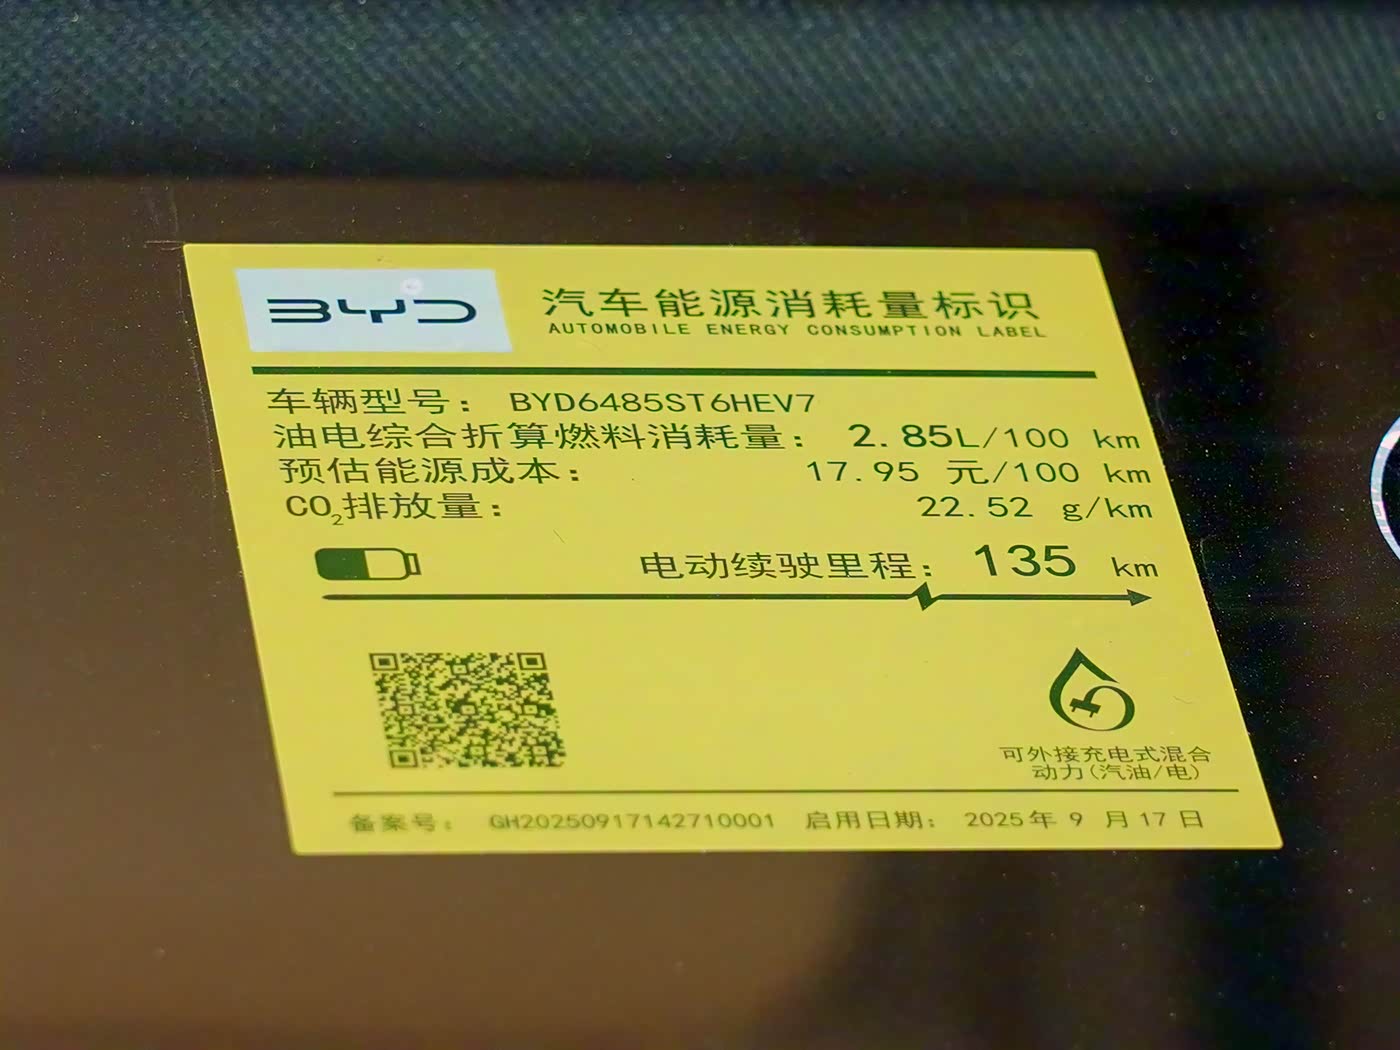 BYD
汽车能源消耗量标识
AUTOMOBILE ENERGY CONSUMPTION LABEL
车辆型号： BYD6485ST6HEV7
油电综合折算燃料消耗量： 2.85L/100 km
预估能源成本： 17.95 元/100 km
CO₂排放量： 22.52 g/km
电动续驶里程： 135 km
可外接充电式混合
动力(汽油/电)
备案号： GH20250917142710001 启用日期： 2025年 9 月 17 日